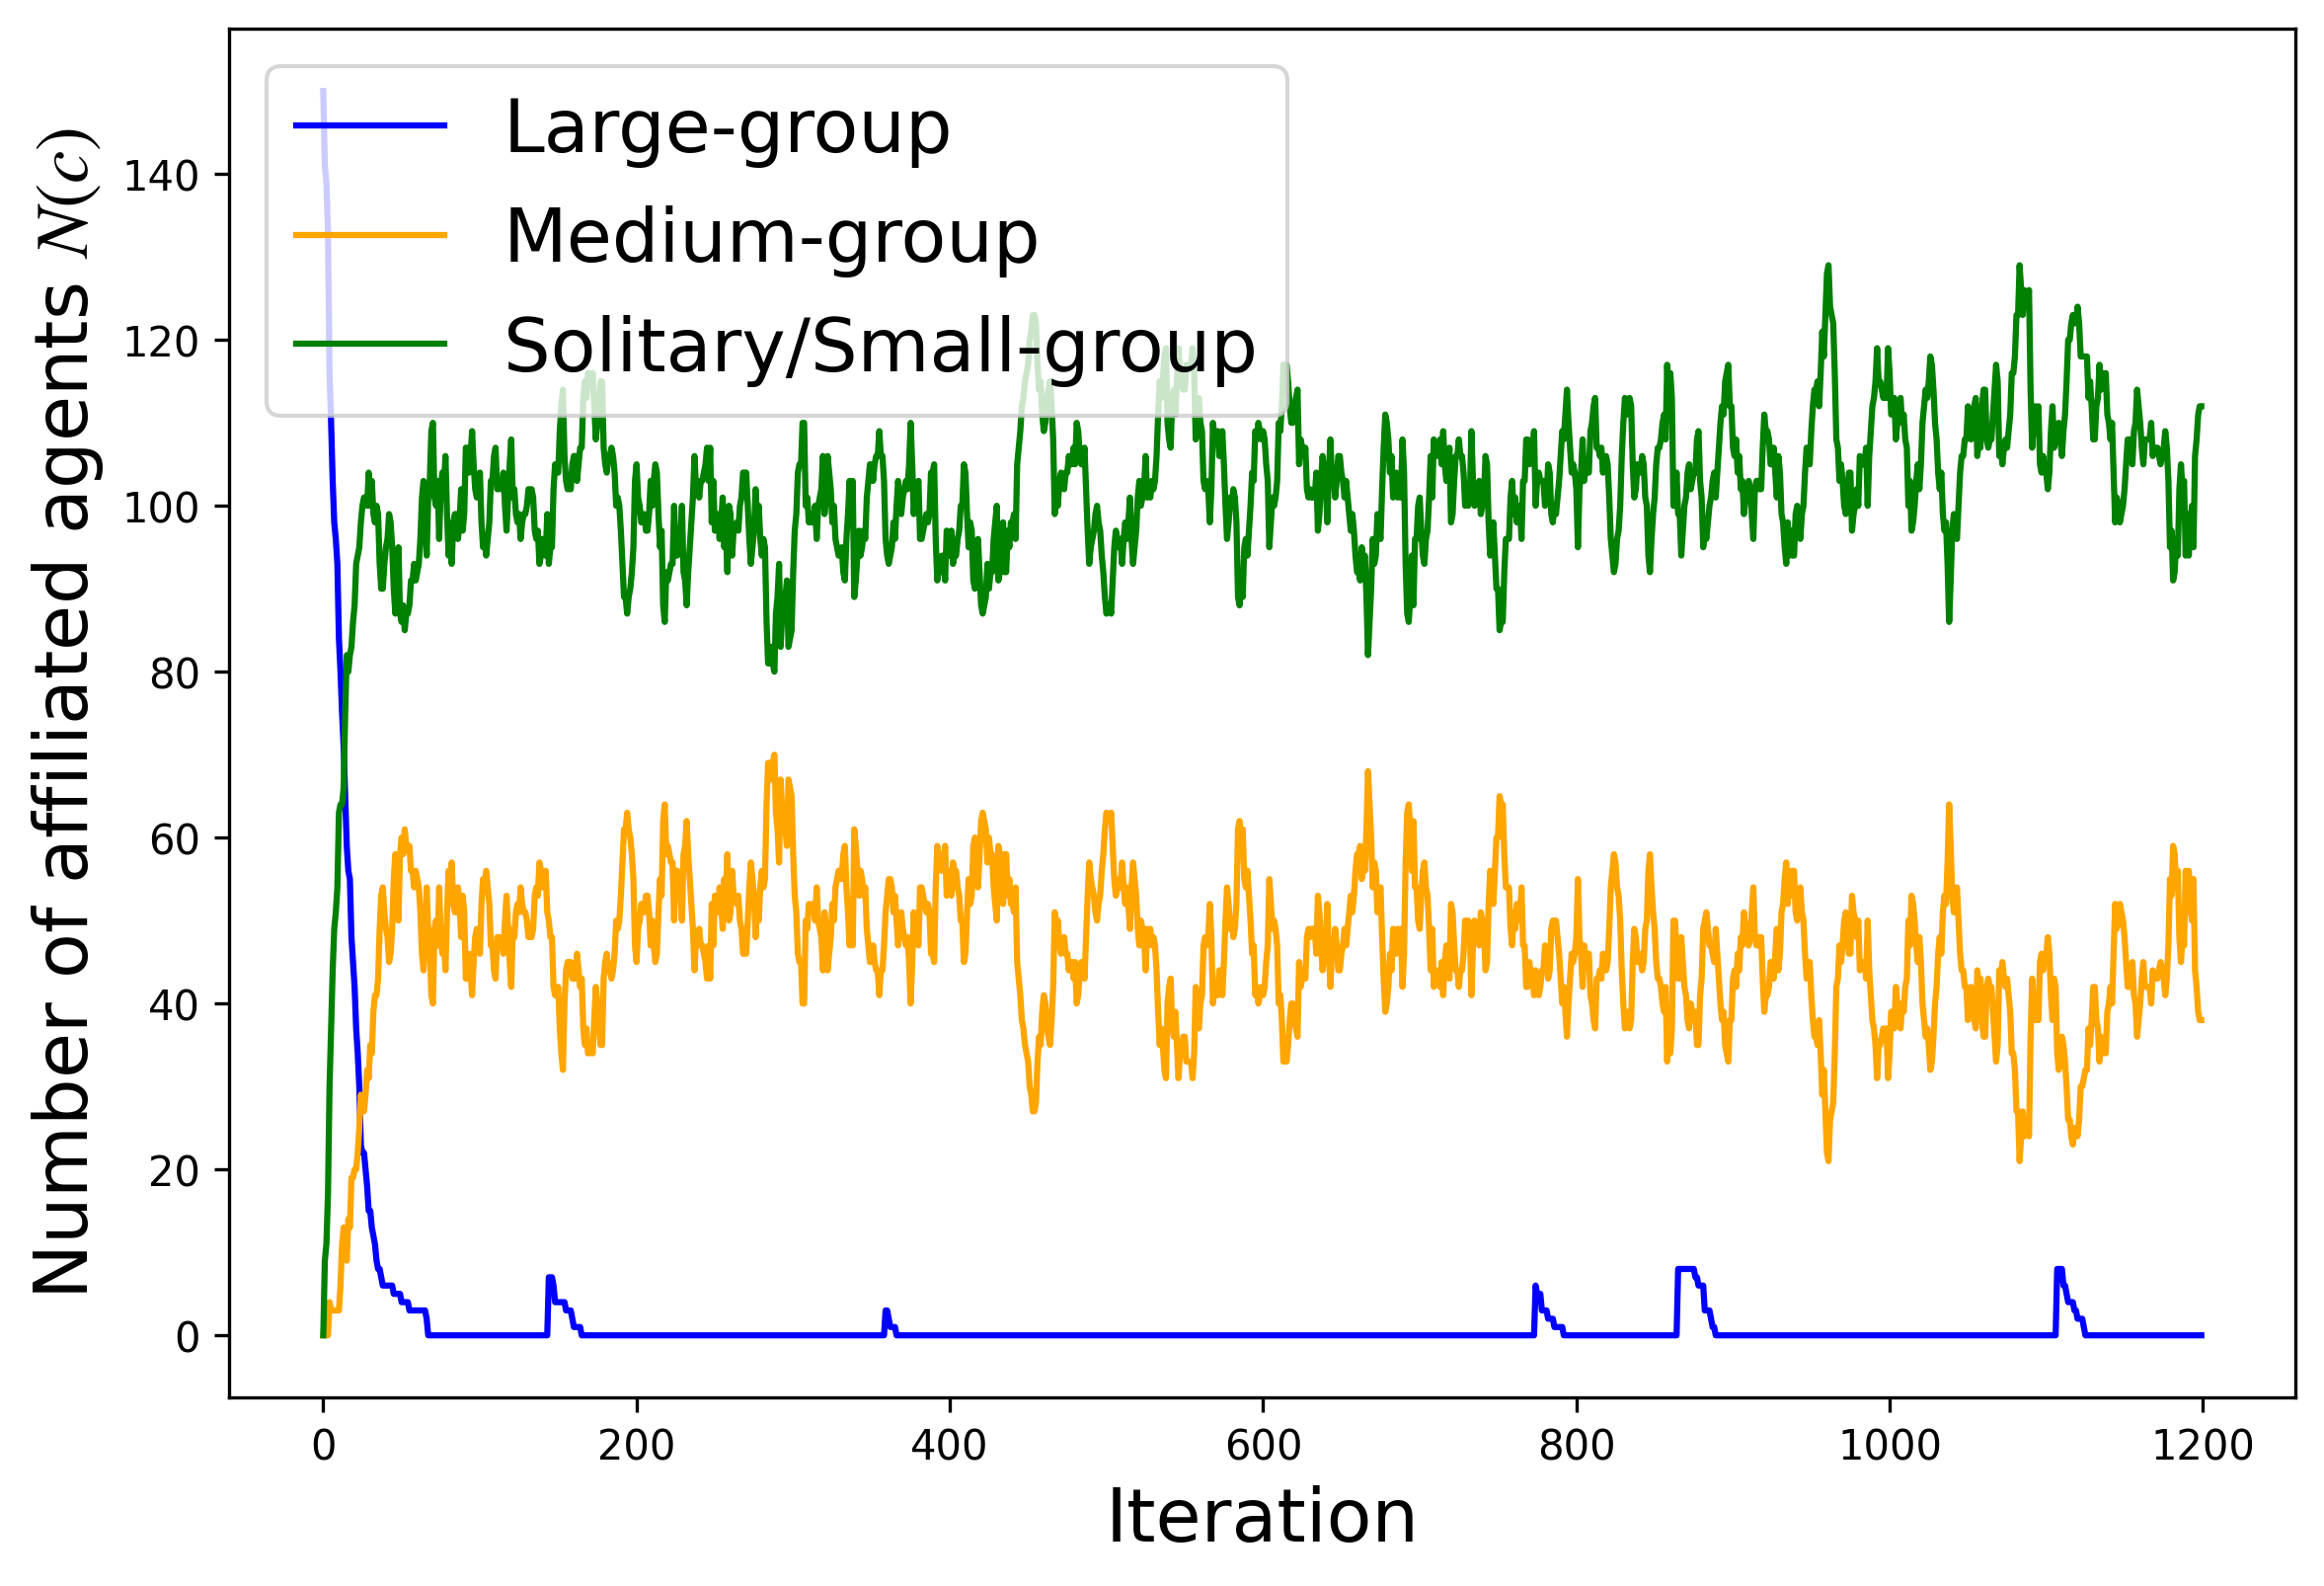 Number of affiliated agents N(c)
140
120
100
80
60
40
20
0
Large-group
Medium-group
Solitary/Small-group
0 200 400 600 800 1000 1200
Iteration